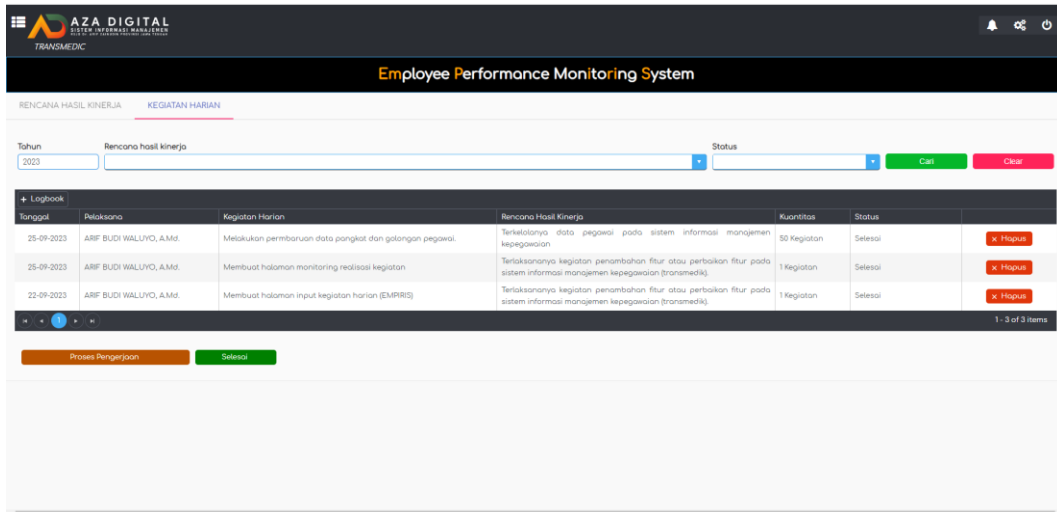 AZA DIGITAL
SISTEM INFORMASI MANAJEMEN
TRANSMEDIC
Employee Performance Monitoring System
RENCANA HASIL KINERJA KEGIATAN HARIAN
Tahun Rencana hasil kinerja Status
2023 Cari Clear
+ Logbook
Tanggal Pelaksana Kegiatan Harian Rencana Hasil Kinerja Kuantitas Status
25-09-2023 ARIF BUDI WALUYO, A.Md. Melakukan permbaruan data pangkat dan golongan pegawai. Terkelolanya data pegawai pada sistem informasi manajemen kepegawaian 50 Kegiatan Selesai × Hapus
25-09-2023 ARIF BUDI WALUYO, A.Md. Membuat halaman monitoring realisasi kegiatan Terlaksananya kegiatan penambahan fitur atau perbaikan fitur pada sistem informasi manajemen kepegawaian (transmedik). 1 Kegiatan Selesai × Hapus
22-09-2023 ARIF BUDI WALUYO, A.Md. Membuat halaman input kegiatan harian (EMPIRIS) Terlaksananya kegiatan penambahan fitur atau perbaikan fitur pada sistem informasi manajemen kepegawaian (transmedik). 1 Kegiatan Selesai × Hapus
1 1 - 3 of 3 items
Proses Pengerjaan Selesai